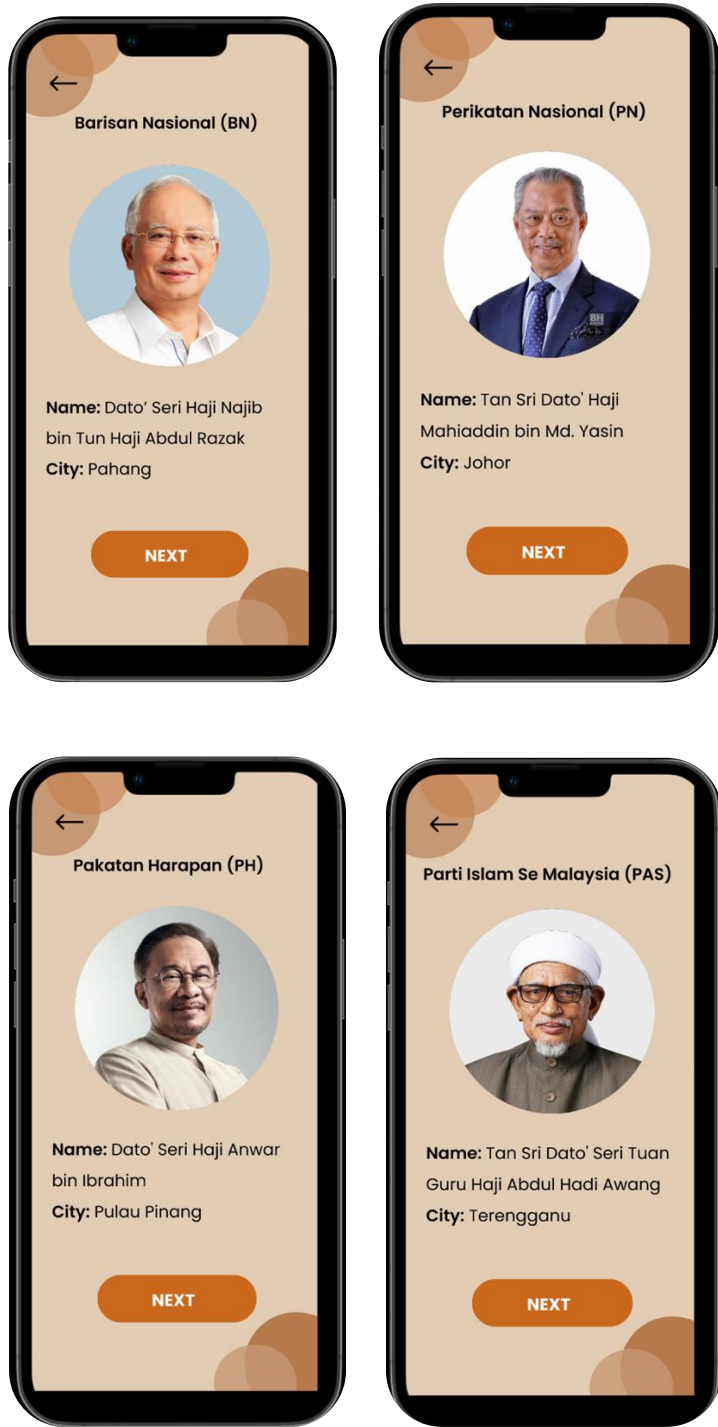 Barisan Nasional (BN)
Name: Dato’ Seri Haji Najib
bin Tun Haji Abdul Razak
City: Pahang
NEXT
Perikatan Nasional (PN)
BH
Name: Tan Sri Dato' Haji
Mahiaddin bin Md. Yasin
City: Johor
NEXT
Pakatan Harapan (PH)
Name: Dato' Seri Haji Anwar
bin Ibrahim
City: Pulau Pinang
NEXT
Parti Islam Se Malaysia (PAS)
Name: Tan Sri Dato' Seri Tuan
Guru Haji Abdul Hadi Awang
City: Terengganu
NEXT